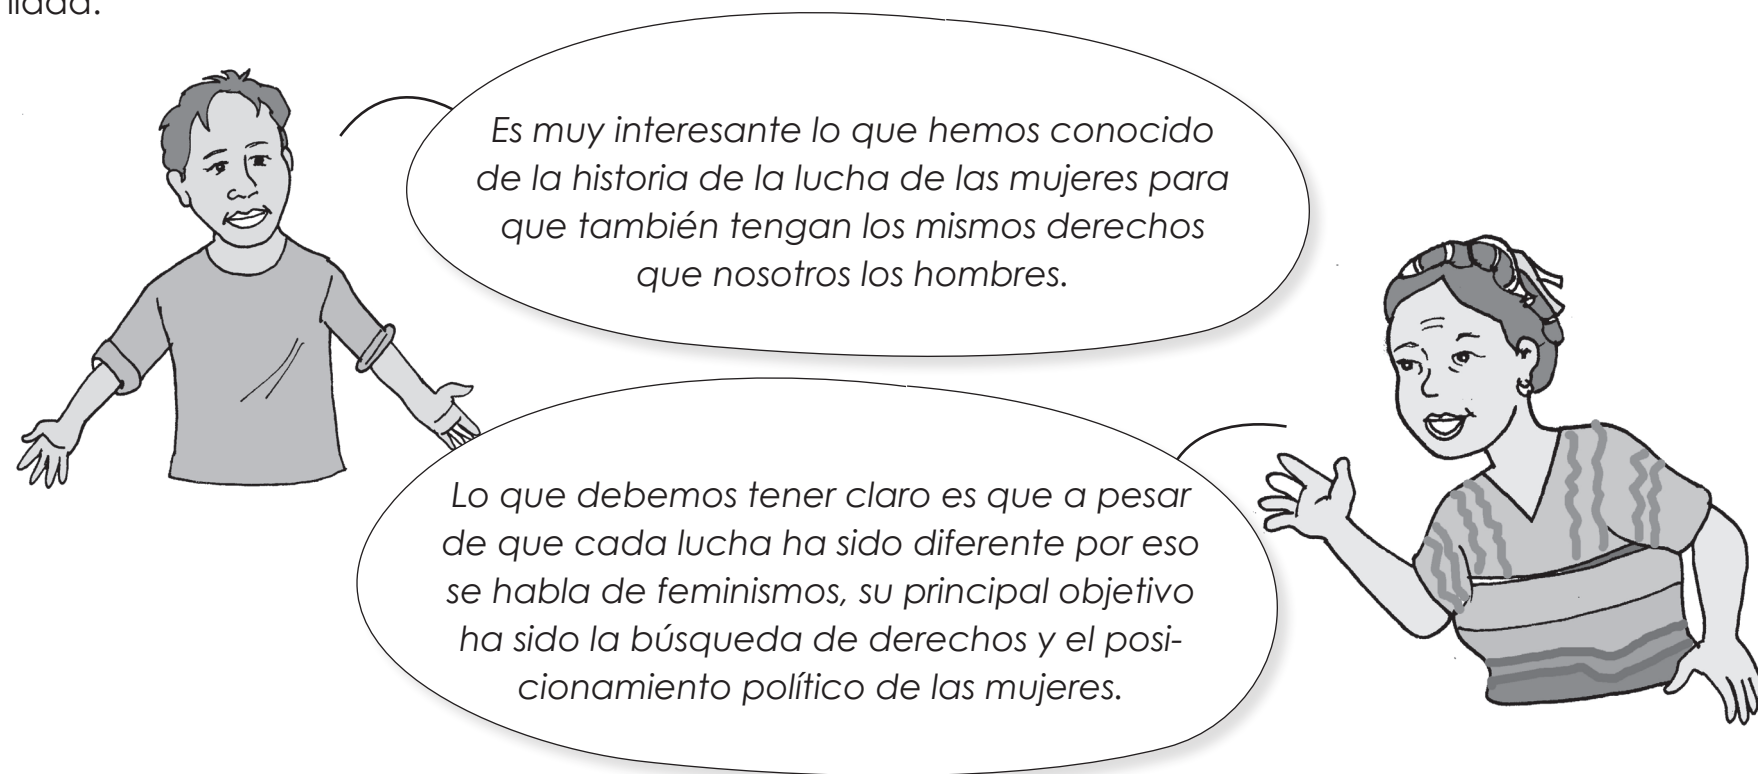 lidad.
Es muy interesante lo que hemos conocido
de la historia de la lucha de las mujeres para
que también tengan los mismos derechos
que nosotros los hombres.
Lo que debemos tener claro es que a pesar
de que cada lucha ha sido diferente por eso
se habla de feminismos, su principal objetivo
ha sido la búsqueda de derechos y el posi-
cionamiento político de las mujeres.